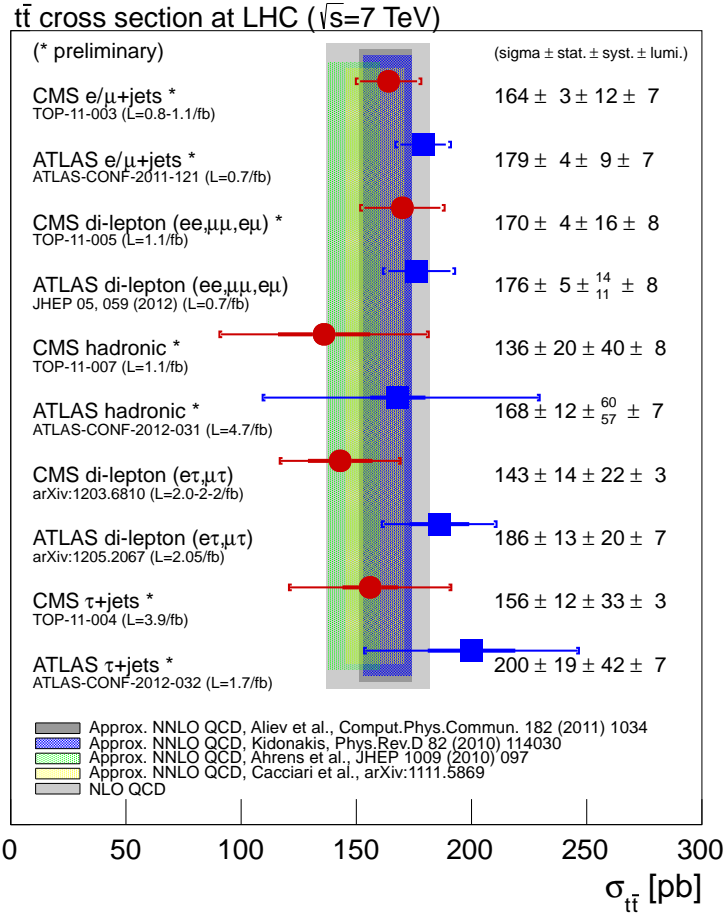 tt̄ cross section at LHC (√s=7 TeV)
(* preliminary) (sigma ± stat. ± syst. ± lumi.)
CMS e/μ+jets * 164 ± 3 ± 12 ± 7
TOP-11-003 (L=0.8-1.1/fb)
ATLAS e/μ+jets * 179 ± 4 ± 9 ± 7
ATLAS-CONF-2011-121 (L=0.7/fb)
CMS di-lepton (ee,μμ,eμ) * 170 ± 4 ± 16 ± 8
TOP-11-005 (L=1.1/fb)
ATLAS di-lepton (ee,μμ,eμ) 176 ± 5 ± 14 11 ± 8
JHEP 05, 059 (2012) (L=0.7/fb)
CMS hadronic * 136 ± 20 ± 40 ± 8
TOP-11-007 (L=1.1/fb)
ATLAS hadronic * 168 ± 12 ± 60 57 ± 7
ATLAS-CONF-2012-031 (L=4.7/fb)
CMS di-lepton (eτ,μτ) 143 ± 14 ± 22 ± 3
arXiv:1203.6810 (L=2.0-2-2/fb)
ATLAS di-lepton (eτ,μτ) 186 ± 13 ± 20 ± 7
arXiv:1205.2067 (L=2.05/fb)
CMS τ+jets * 156 ± 12 ± 33 ± 3
TOP-11-004 (L=3.9/fb)
ATLAS τ+jets * 200 ± 19 ± 42 ± 7
ATLAS-CONF-2012-032 (L=1.7/fb)
Approx. NNLO QCD, Aliev et al., Comput.Phys.Commun. 182 (2011) 1034
Approx. NNLO QCD, Kidonakis, Phys.Rev.D 82 (2010) 114030
Approx. NNLO QCD, Ahrens et al., JHEP 1009 (2010) 097
Approx. NNLO QCD, Cacciari et al., arXiv:1111.5869
NLO QCD
0 50 100 150 200 250 300
σtt̄ [pb]